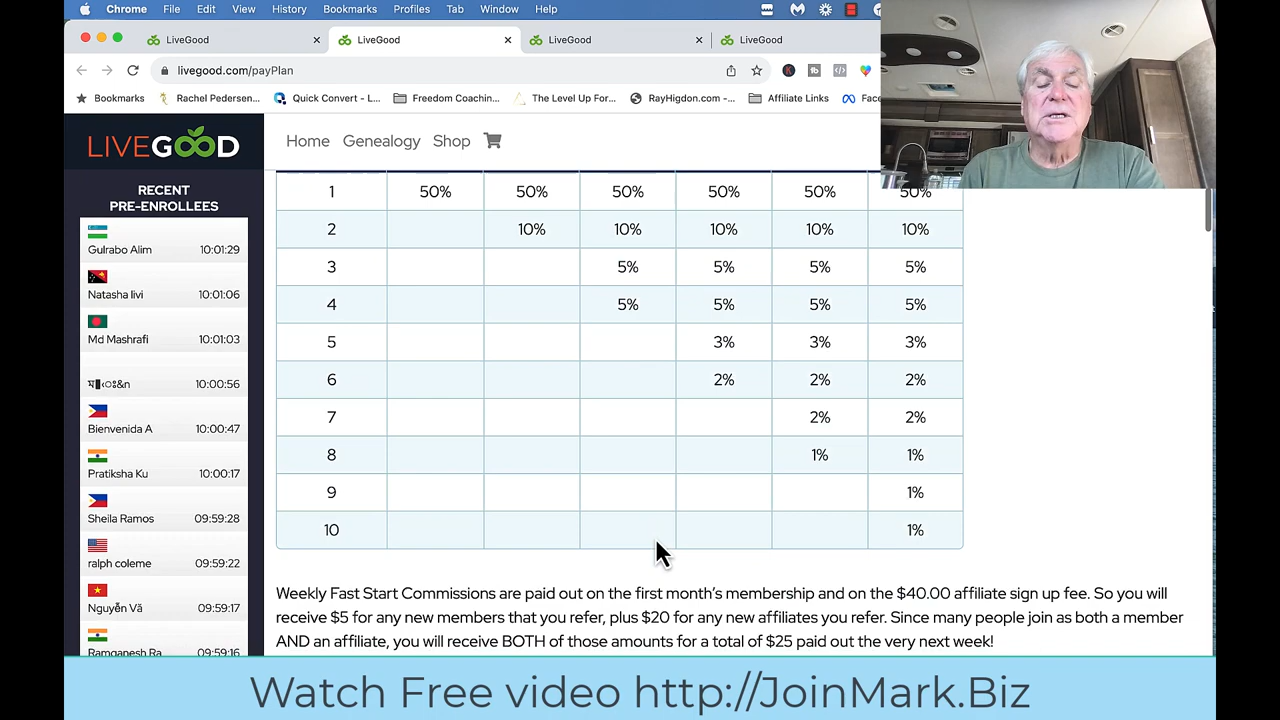 Chrome File Edit View History Bookmarks Profiles Tab Window Help
LiveGood LiveGood LiveGood LiveGood
livegood.com/payPlan
Bookmarks Rachel Pedersen... Quick Convert - L... Freedom Coachin... The Level Up For... RayHigdon.com -... Affiliate Links Face
LIVEGOOD
Home Genealogy Shop
RECENT
PRE-ENROLLEES
Gulrabo Alim 10:01:29
Natasha livi 10:01:06
Md Mashrafi 10:01:03
10:00:56
Bienvenida A 10:00:47
Pratiksha Ku 10:00:17
Sheila Ramos 09:59:28
ralph coleme 09:59:22
Nguyễn Vă 09:59:17
Ramganesh Ra 09:59:16
1 50% 50% 50% 50% 50% 50%
2 10% 10% 10% 10% 10%
3 5% 5% 5% 5%
4 5% 5% 5% 5%
5 3% 3% 3%
6 2% 2% 2%
7 2% 2%
8 1% 1%
9 1%
10 1%
Weekly Fast Start Commissions are paid out on the first month's membership and on the $40.00 affiliate sign up fee. So you will
receive $5 for any new members that you refer, plus $20 for any new affiliates you refer. Since many people join as both a member
AND an affiliate, you will receive BOTH of those amounts for a total of $25 paid out the very next week!
Watch Free video http://JoinMark.Biz